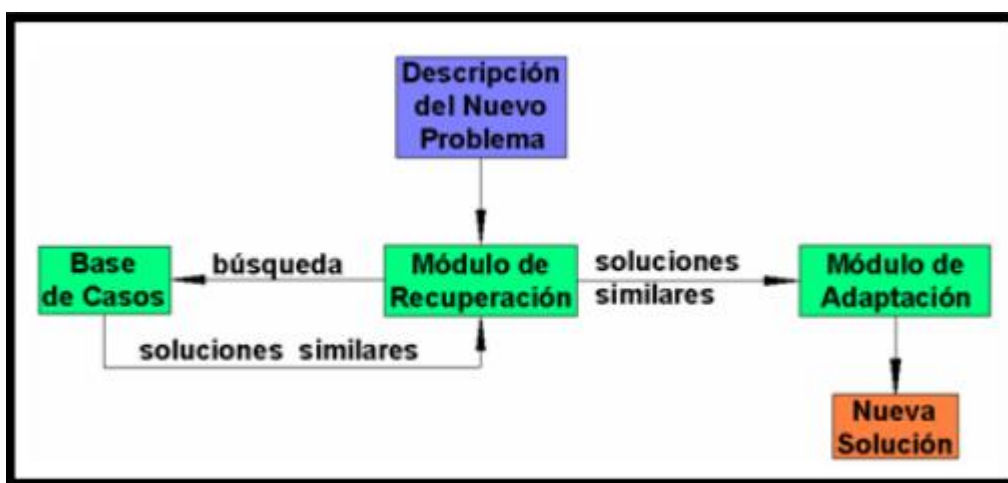 Descripción
del Nuevo
Problema
Base
de Casos
búsqueda
Módulo de
Recuperación
soluciones
similares
Módulo de
Adaptación
soluciones similares
Nueva
Solución